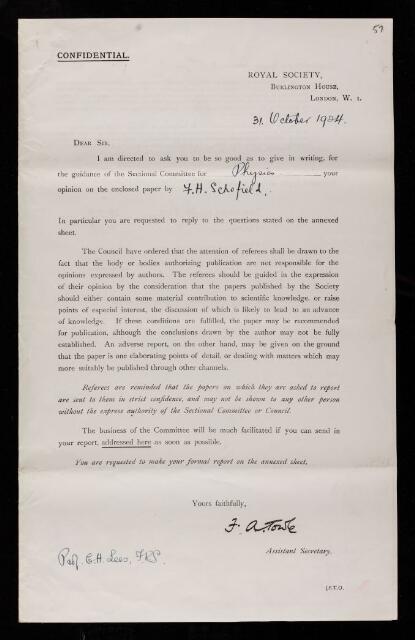 57
CONFIDENTIAL.
ROYAL SOCIETY,
BURLINGTON HOUSE,
LONDON, W. 1.
31. October 1934.
DEAR SIR,
I am directed to ask you to be so good as to give in writing, for
the guidance of the Sectional Committee for Physics your
opinion on the enclosed paper by F. H. Schofield.
In particular you are requested to reply to the questions stated on the annexed
sheet.
The Council have ordered that the attention of referees shall be drawn to the
fact that the body or bodies authorizing publication are not responsible for the
opinions expressed by authors. The referees should be guided in the expression
of their opinion by the consideration that the papers published by the Society
should either contain some material contribution to scientific knowledge, or raise
points of especial interest, the discussion of which is likely to lead to an advance
of knowledge. If these conditions are fulfilled, the paper may be recommended
for publication, although the conclusions drawn by the author may not be fully
established. An adverse report, on the other hand, may be given on the ground
that the paper is one elaborating points of detail, or dealing with matters which may
more suitably be published through other channels.
Referees are reminded that the papers on which they are asked to report
are sent to them in strict confidence, and may not be shown to any other person
without the express authority of the Sectional Committee or Council.
The business of the Committee will be much facilitated if you can send in
your report, addressed here as soon as possible.
You are requested to make your formal report on the annexed sheet.
Yours faithfully,
F. A. Towle
Assistant Secretary.
Prof. C. H. Lees, FRS.
[P.T.O.